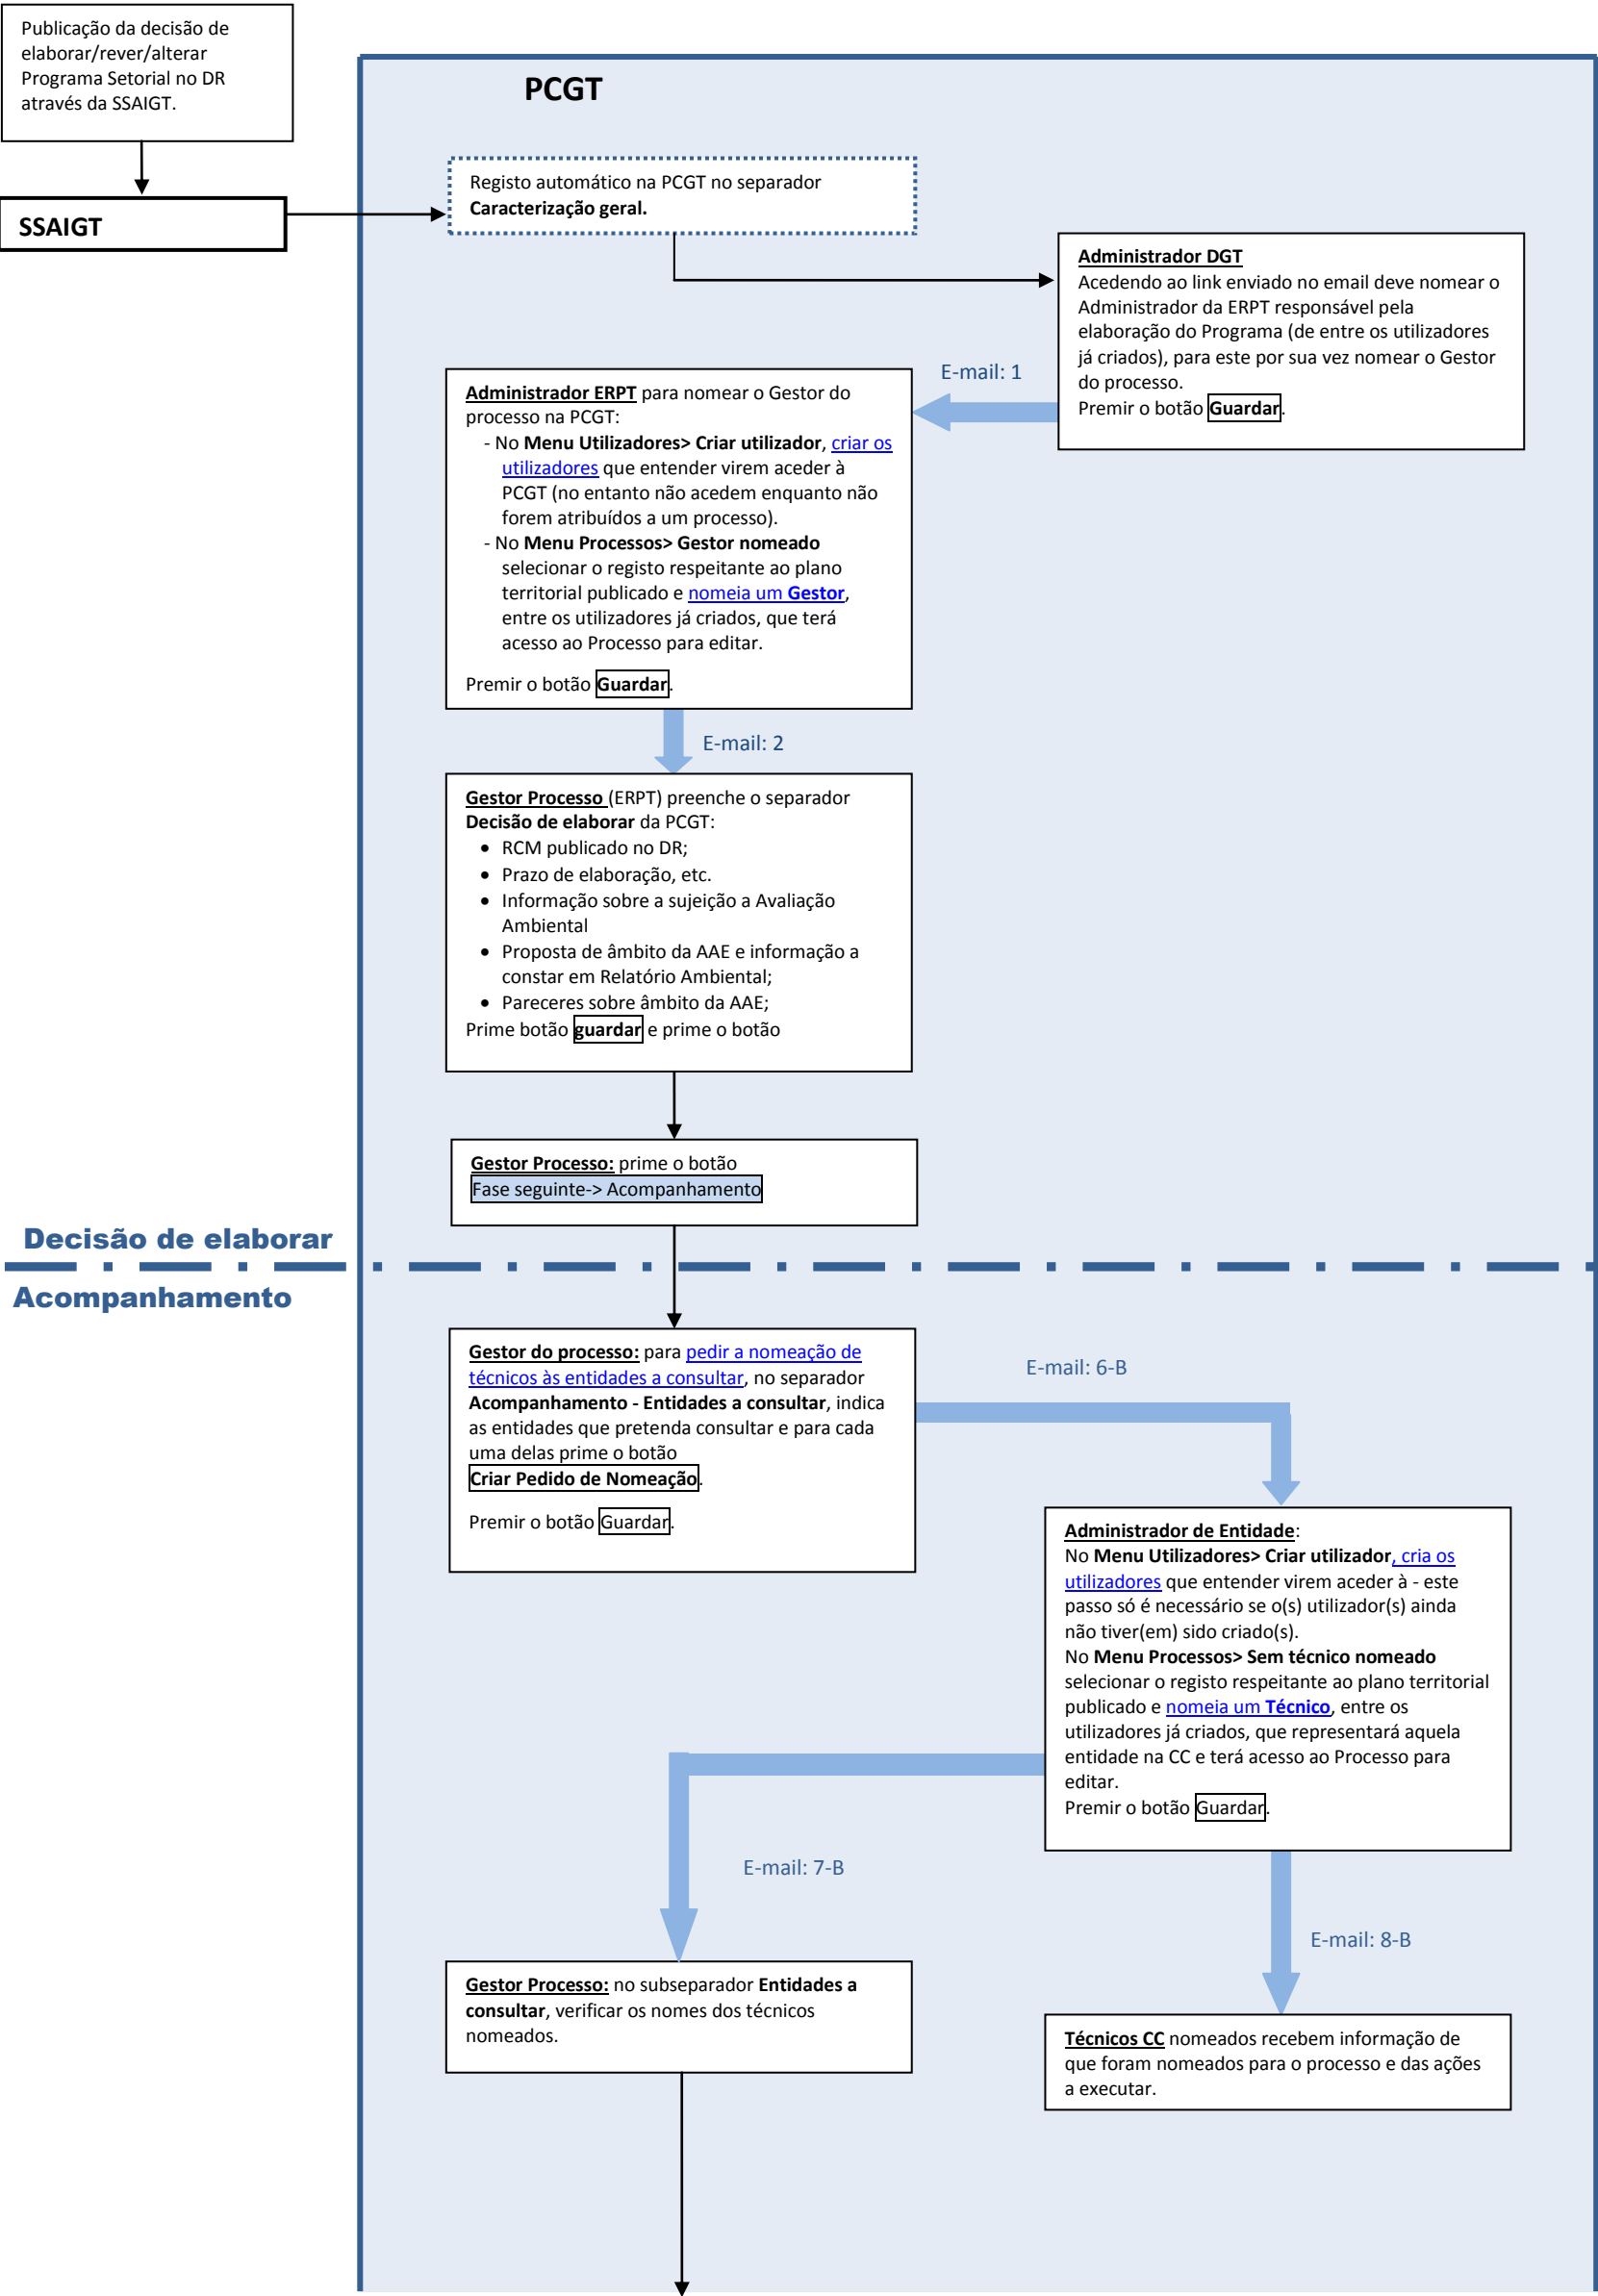 Publicação da decisão de
elaborar/rever/alterar
Programa Setorial no DR
através da SSAIGT.
PCGT
SSAIGT
Registo automático na PCGT no separador
Caracterização geral.
Administrador DGT
Acedendo ao link enviado no email deve nomear o
Administrador da ERPT responsável pela
elaboração do Programa (de entre os utilizadores
já criados), para este por sua vez nomear o Gestor
do processo.
Premir o botão Guardar.
E-mail: 1
Administrador ERPT para nomear o Gestor do
processo na PCGT:
- No Menu Utilizadores> Criar utilizador, criar os
utilizadores que entender virem aceder à
PCGT (no entanto não acedem enquanto não
forem atribuídos a um processo).
- No Menu Processos> Gestor nomeado
selecionar o registo respeitante ao plano
territorial publicado e nomeia um Gestor,
entre os utilizadores já criados, que terá
acesso ao Processo para editar.
Premir o botão Guardar.
E-mail: 2
Gestor Processo (ERPT) preenche o separador
Decisão de elaborar da PCGT:
• RCM publicado no DR;
• Prazo de elaboração, etc.
• Informação sobre a sujeição a Avaliação
Ambiental
• Proposta de âmbito da AAE e informação a
constar em Relatório Ambiental;
• Pareceres sobre âmbito da AAE;
Prime botão guardar e prime o botão
Gestor Processo: prime o botão
Fase seguinte-> Acompanhamento
Decisão de elaborar
Acompanhamento
Gestor do processo: para pedir a nomeação de
técnicos às entidades a consultar, no separador
Acompanhamento - Entidades a consultar, indica
as entidades que pretenda consultar e para cada
uma delas prime o botão
Criar Pedido de Nomeação.
Premir o botão Guardar.
E-mail: 6-B
Administrador de Entidade:
No Menu Utilizadores> Criar utilizador, cria os
utilizadores que entender virem aceder à - este
passo só é necessário se o(s) utilizador(s) ainda
não tiver(em) sido criado(s).
No Menu Processos> Sem técnico nomeado
selecionar o registo respeitante ao plano territorial
publicado e nomeia um Técnico, entre os
utilizadores já criados, que representará aquela
entidade na CC e terá acesso ao Processo para
editar.
Premir o botão Guardar.
E-mail: 7-B
E-mail: 8-B
Gestor Processo: no subseparador Entidades a
consultar, verificar os nomes dos técnicos
nomeados.
Técnicos CC nomeados recebem informação de
que foram nomeados para o processo e das ações
a executar.